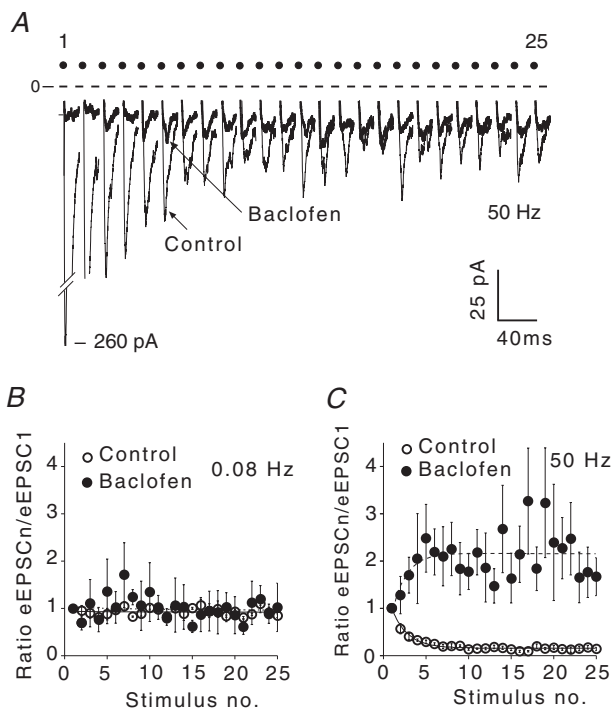 A
1 25
0
Baclofen
Control
50 Hz
25 pA
40ms
– 260 pA
B
Ratio eEPSCn/eEPSC1
Control
Baclofen
0.08 Hz
4
3
2
1
0
0 5 10 15 20 25
Stimulus no.
C
Ratio eEPSCn/eEPSC1
Control
Baclofen
50 Hz
4
3
2
1
0
0 5 10 15 20 25
Stimulus no.